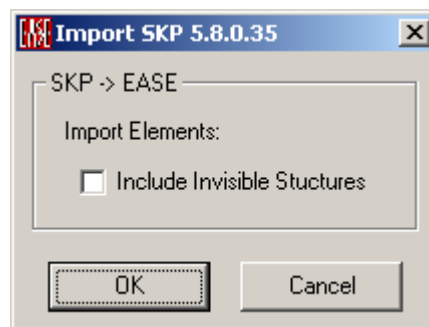 Import SKP 5.8.0.35
SKP -> EASE
Import Elements:
Include Invisible Stuctures
OK
Cancel